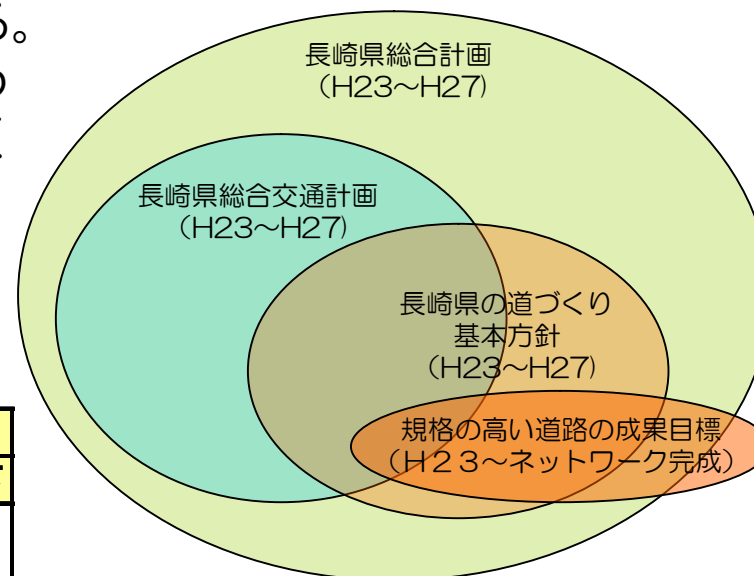 る。
長崎県総合計画
（H23～H27)
長崎県総合交通計画
（H23～H27)
長崎県の道づくり
基本方針
（H23～H27)
規格の高い道路の成果目標
（Ｈ２３～ネットワーク完成）